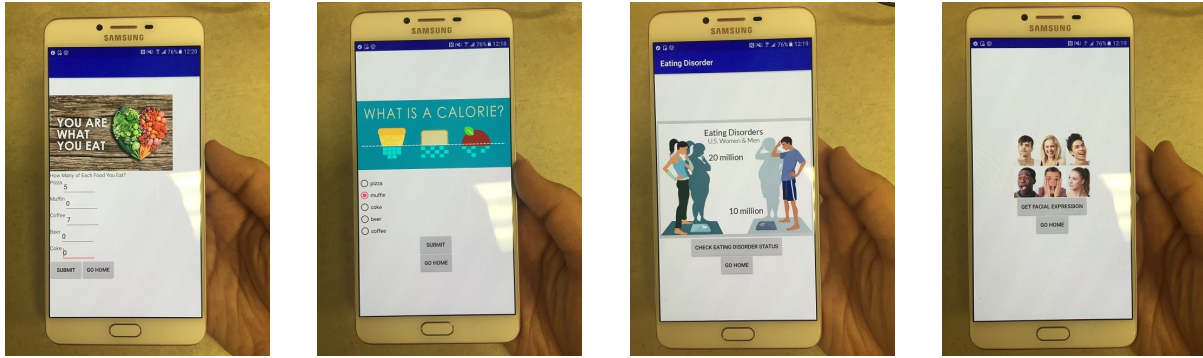 SAMSUNG
76% 12:20
YOU ARE
WHAT
YOU EAT
How Many of Each Food You Eat?
Pizza 5
Muffin 0
Coffee 7
Beer 0
Coke 0
SUBMIT GO HOME
SAMSUNG
76% 12:18
WHAT IS A CALORIE?
pizza
muffin
coke
beer
coffee
SUBMIT
GO HOME
SAMSUNG
76% 12:19
Eating Disorder
Eating Disorders
U.S. Women & Men
20 million
10 million
CHECK EATING DISORDER STATUS
GO HOME
SAMSUNG
76% 12:19
GET FACIAL EXPRESSION
GO HOME